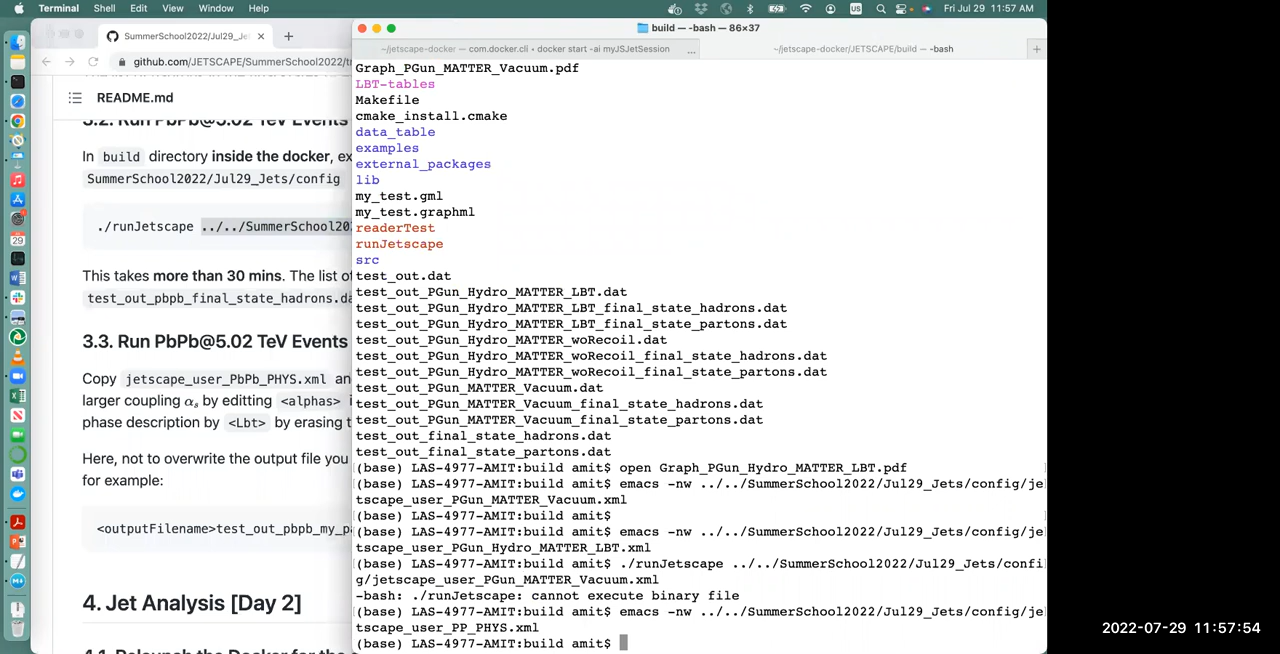 Terminal Shell Edit View Window Help
US Fri Jul 29 11:57 AM
SummerSchool2022/Jul29_Je
github.com/JETSCAPE/SummerSchool2022/tr
README.md
3.2. Run PbPb@5.02 TeV Events
In build directory inside the docker, ex
SummerSchool2022/Jul29_Jets/config
./runJetscape ../../SummerSchool202
This takes more than 30 mins. The list of
test_out_pbpb_final_state_hadrons.da
3.3. Run PbPb@5.02 TeV Events
Copy jetscape_user_PbPb_PHYS.xml an
larger coupling αs by editting <alphas> i
phase description by <Lbt> by erasing t
Here, not to overwrite the output file you
for example:
<outputFilename>test_out_pbpb_my_pa
4. Jet Analysis [Day 2]
4.1. Relaunch the Docker for the
build — -bash — 86×37
~/jetscape-docker — com.docker.cli • docker start -ai myJSJetSession ...
~/jetscape-docker/JETSCAPE/build — -bash
Graph_PGun_MATTER_Vacuum.pdf
LBT-tables
Makefile
cmake_install.cmake
data_table
examples
external_packages
lib
my_test.gml
my_test.graphml
readerTest
runJetscape
src
test_out.dat
test_out_PGun_Hydro_MATTER_LBT.dat
test_out_PGun_Hydro_MATTER_LBT_final_state_hadrons.dat
test_out_PGun_Hydro_MATTER_LBT_final_state_partons.dat
test_out_PGun_Hydro_MATTER_woRecoil.dat
test_out_PGun_Hydro_MATTER_woRecoil_final_state_hadrons.dat
test_out_PGun_Hydro_MATTER_woRecoil_final_state_partons.dat
test_out_PGun_MATTER_Vacuum.dat
test_out_PGun_MATTER_Vacuum_final_state_hadrons.dat
test_out_PGun_MATTER_Vacuum_final_state_partons.dat
test_out_final_state_hadrons.dat
test_out_final_state_partons.dat
(base) LAS-4977-AMIT:build amit$ open Graph_PGun_Hydro_MATTER_LBT.pdf
(base) LAS-4977-AMIT:build amit$ emacs -nw ../../SummerSchool2022/Jul29_Jets/config/je
tscape_user_PGun_MATTER_Vacuum.xml
(base) LAS-4977-AMIT:build amit$
(base) LAS-4977-AMIT:build amit$ emacs -nw ../../SummerSchool2022/Jul29_Jets/config/je
tscape_user_PGun_Hydro_MATTER_LBT.xml
(base) LAS-4977-AMIT:build amit$ ./runJetscape ../../SummerSchool2022/Jul29_Jets/confi
g/jetscape_user_PGun_MATTER_Vacuum.xml
-bash: ./runJetscape: cannot execute binary file
(base) LAS-4977-AMIT:build amit$ emacs -nw ../../SummerSchool2022/Jul29_Jets/config/je
tscape_user_PP_PHYS.xml
(base) LAS-4977-AMIT:build amit$
2022-07-29 11:57:54